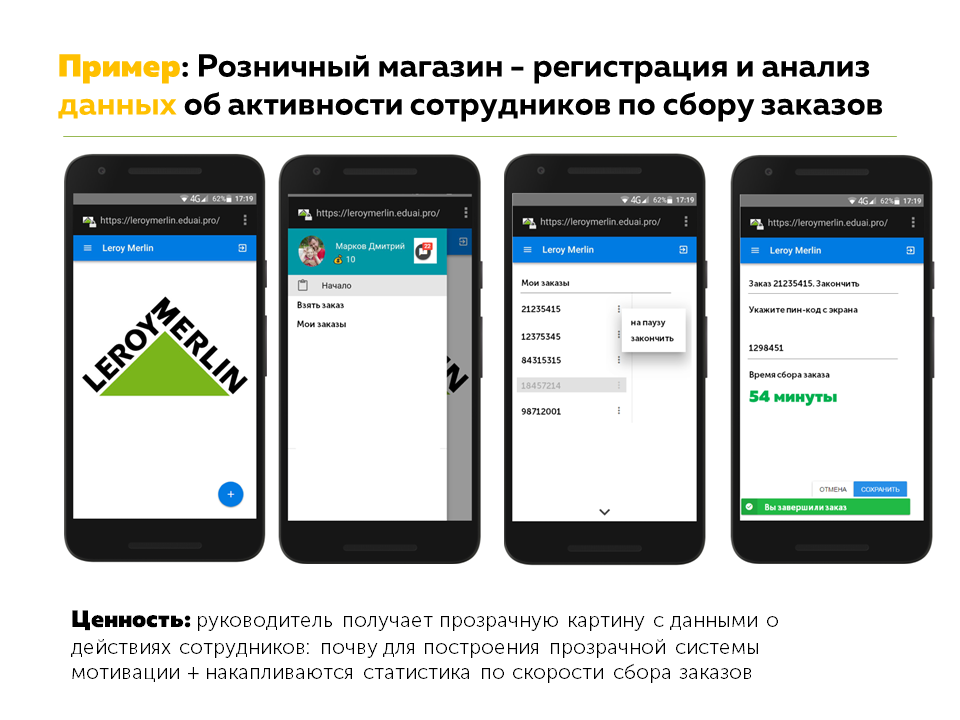 Пример: Розничный магазин – регистрация и анализ
данных об активности сотрудников по сбору заказов
4G 62% 17:19
https://leroymerlin.eduai.pro/
Leroy Merlin
LEROY MERLIN
+
https://leroymerlin.eduai.pro/
Марков Дмитрий
10
22
Начало
Взять заказ
Мои заказы
4G 62% 17:19
https://leroymerlin.eduai.pro/
Leroy Merlin
Мои заказы
21235415
на паузу
12375345
закончить
84315315
18457214
98712001
4G 62% 17:19
https://leroymerlin.eduai.pro/
Leroy Merlin
Заказ 21235415. Закончить
Укажите пин-код с экрана
1298451
Время сбора заказа
54 минуты
ОТМЕНА СОХРАНИТЬ
Вы завершили заказ
Ценность: руководитель получает прозрачную картину с данными о
действиях сотрудников: почву для построения прозрачной системы
мотивации + накапливаются статистика по скорости сбора заказов